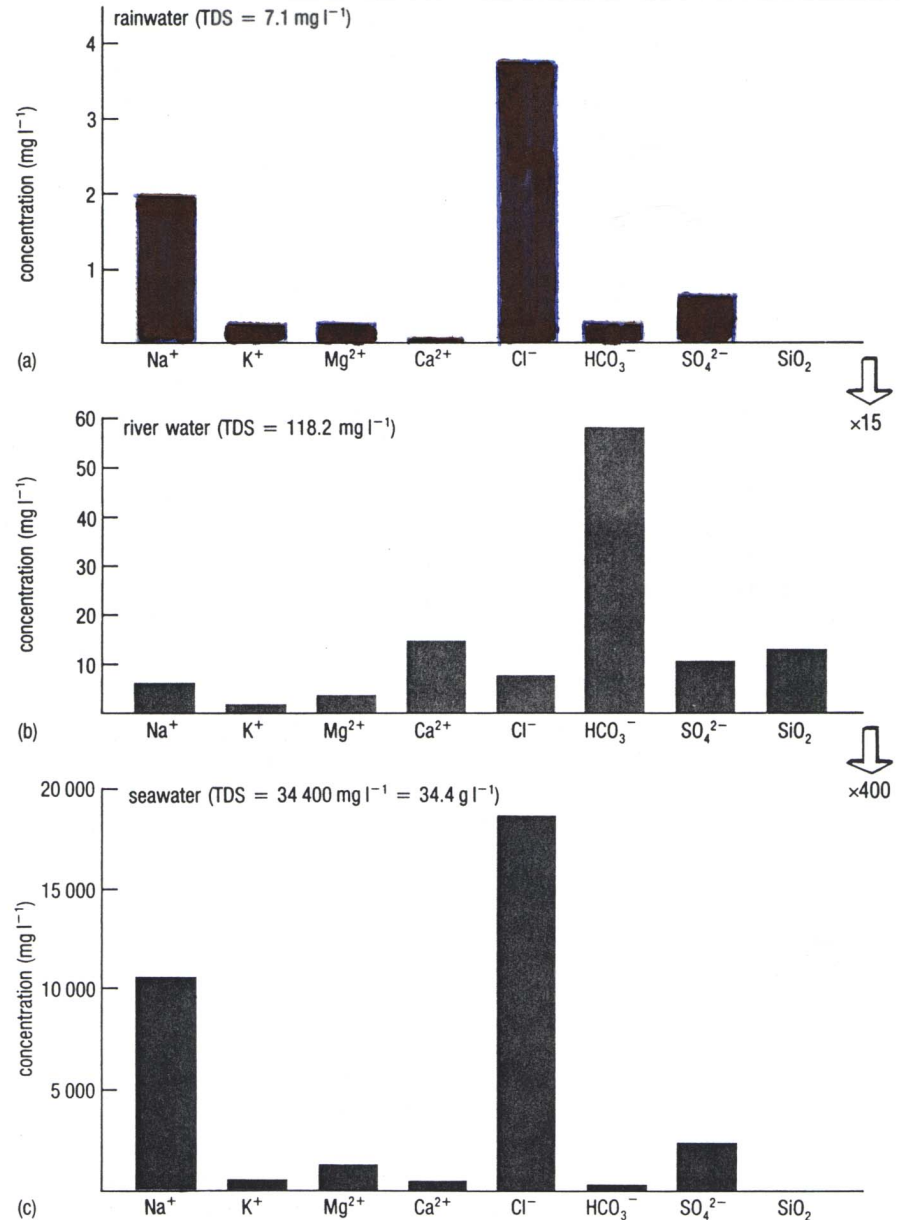 rainwater (TDS = 7.1 mg l⁻¹)
concentration (mg l⁻¹)
4
3
2
1
(a) Na⁺ K⁺ Mg²⁺ Ca²⁺ Cl⁻ HCO₃⁻ SO₄²⁻ SiO₂
×15
river water (TDS = 118.2 mg l⁻¹)
concentration (mg l⁻¹)
60
50
40
30
20
10
(b) Na⁺ K⁺ Mg²⁺ Ca²⁺ Cl⁻ HCO₃⁻ SO₄²⁻ SiO₂
×400
seawater (TDS = 34 400 mg l⁻¹ = 34.4 g l⁻¹)
concentration (mg l⁻¹)
20 000
15 000
10 000
5 000
(c) Na⁺ K⁺ Mg²⁺ Ca²⁺ Cl⁻ HCO₃⁻ SO₄²⁻ SiO₂